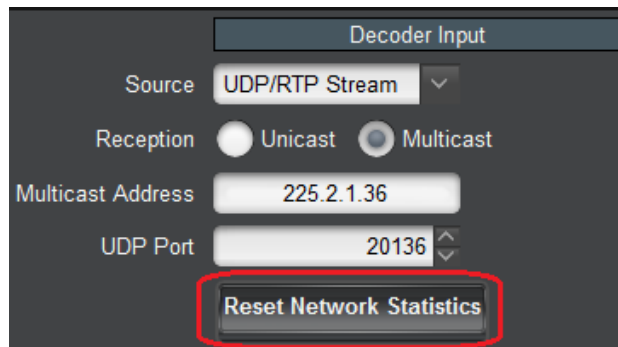 Decoder Input
Source UDP/RTP Stream
Reception Unicast Multicast
Multicast Address 225.2.1.36
UDP Port 20136
Reset Network Statistics